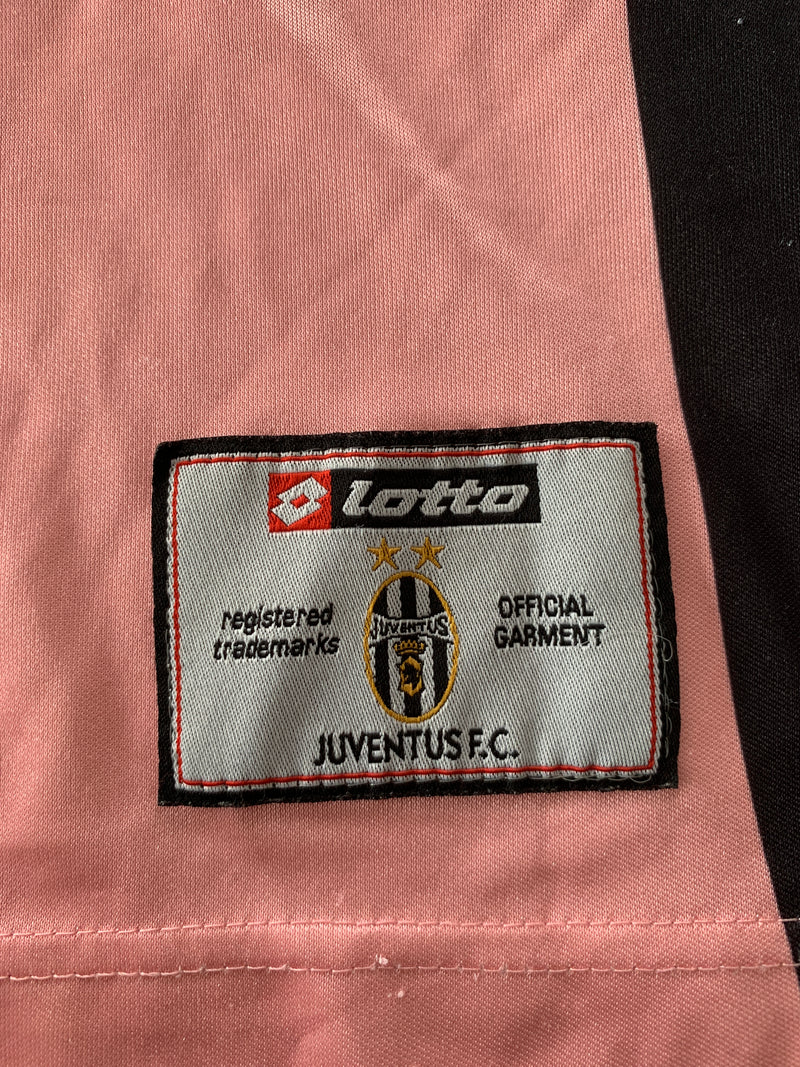 lotto
registered
trademarks
JUVENTUS
OFFICIAL
GARMENT
JUVENTUS F.C.